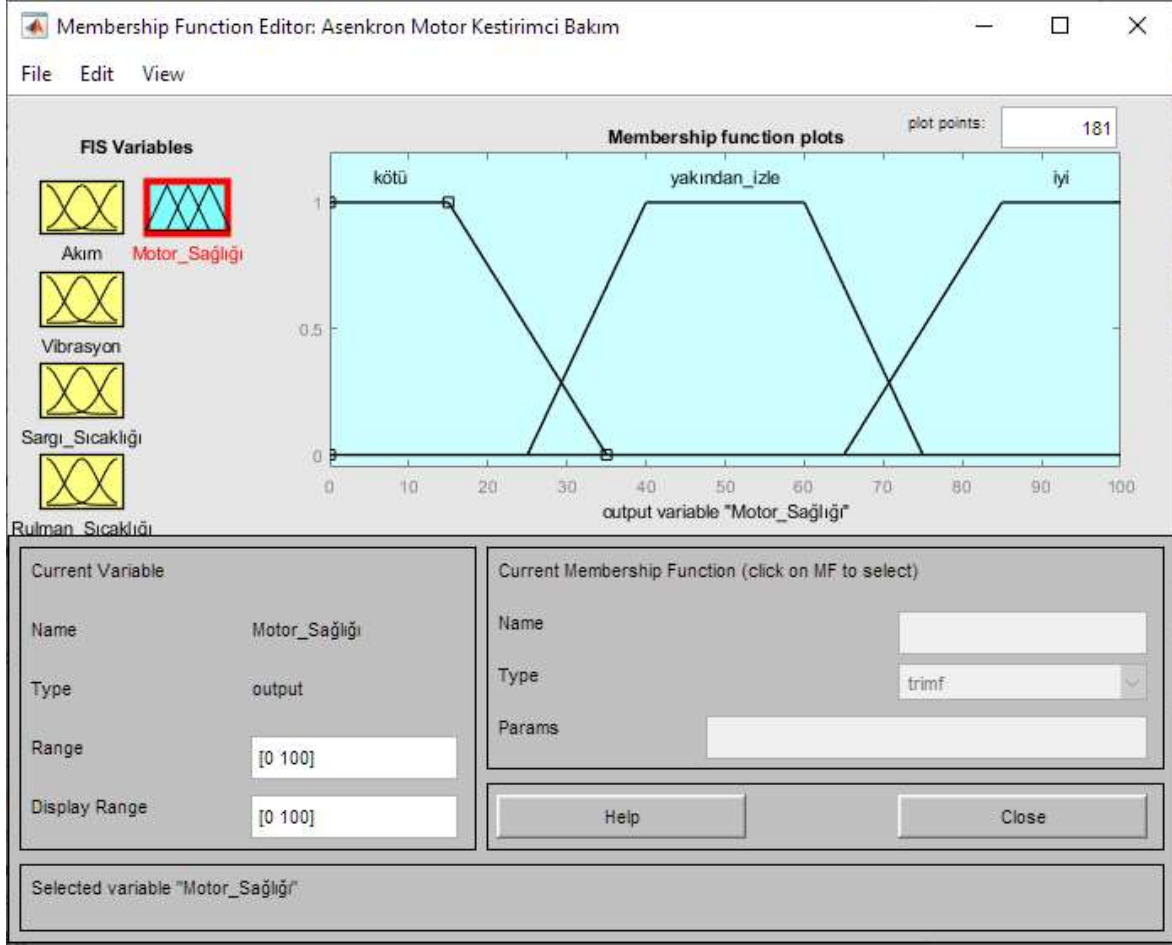 Membership Function Editor: Asenkron Motor Kestirimci Bakım
File Edit View
FIS Variables
Akım
Motor_Sağlığı
Vibrasyon
Sargı_Sıcaklığı
Rulman_Sıcaklığı
plot points: 181
Membership function plots
kötü yakından_izle iyi
1
0.5
0
0 10 20 30 40 50 60 70 80 90 100
output variable "Motor_Sağlığı"
Current Variable
Name Motor_Sağlığı
Type output
Range [0 100]
Display Range [0 100]
Current Membership Function (click on MF to select)
Name
Type trimf
Params
Help Close
Selected variable "Motor_Sağlığı"